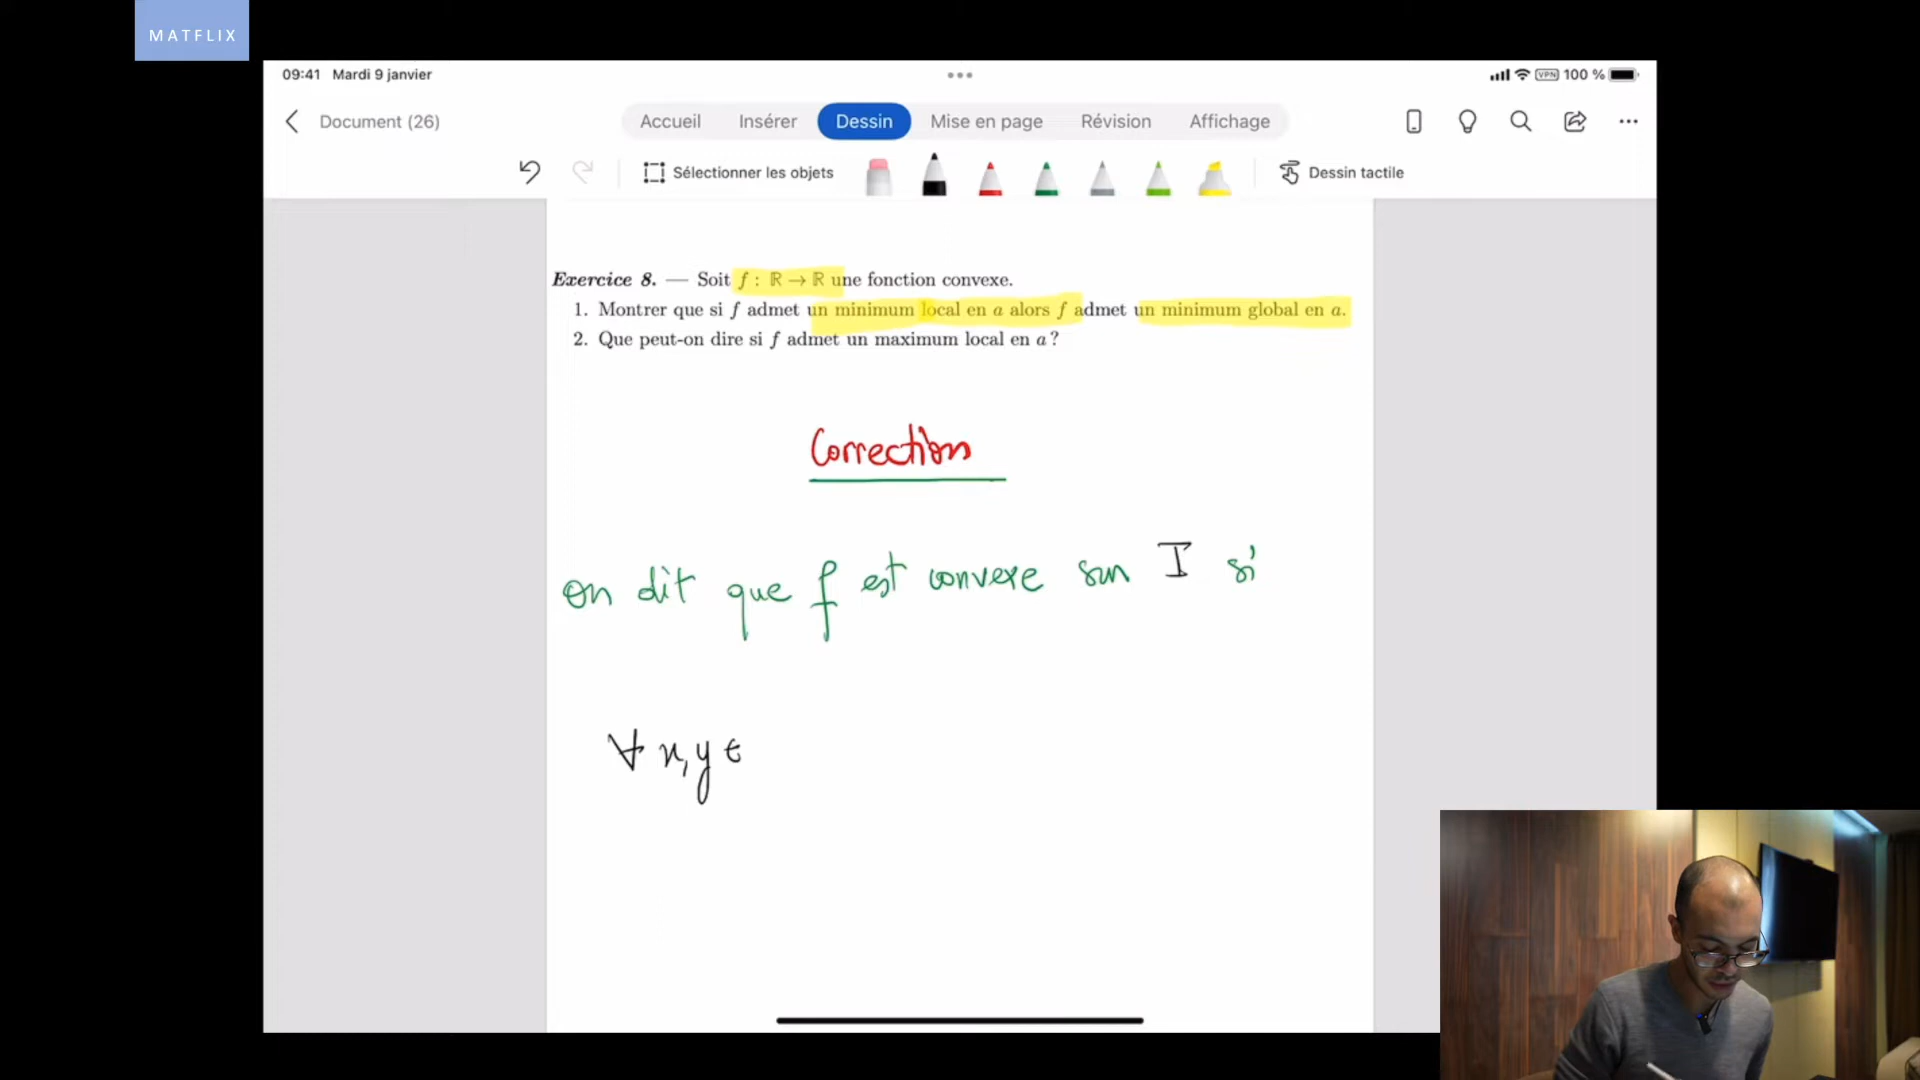 MATFLIX
09:41 Mardi 9 janvier
VPN 100 %
Document (26)
Accueil Insérer Dessin Mise en page Révision Affichage
Sélectionner les objets
Dessin tactile
Exercice 8. — Soit f : ℝ → ℝ une fonction convexe.
1. Montrer que si f admet un minimum local en a alors f admet un minimum global en a.
2. Que peut-on dire si f admet un maximum local en a ?
Correction
on dit que f est convexe sur I si
∀ x, y ∈